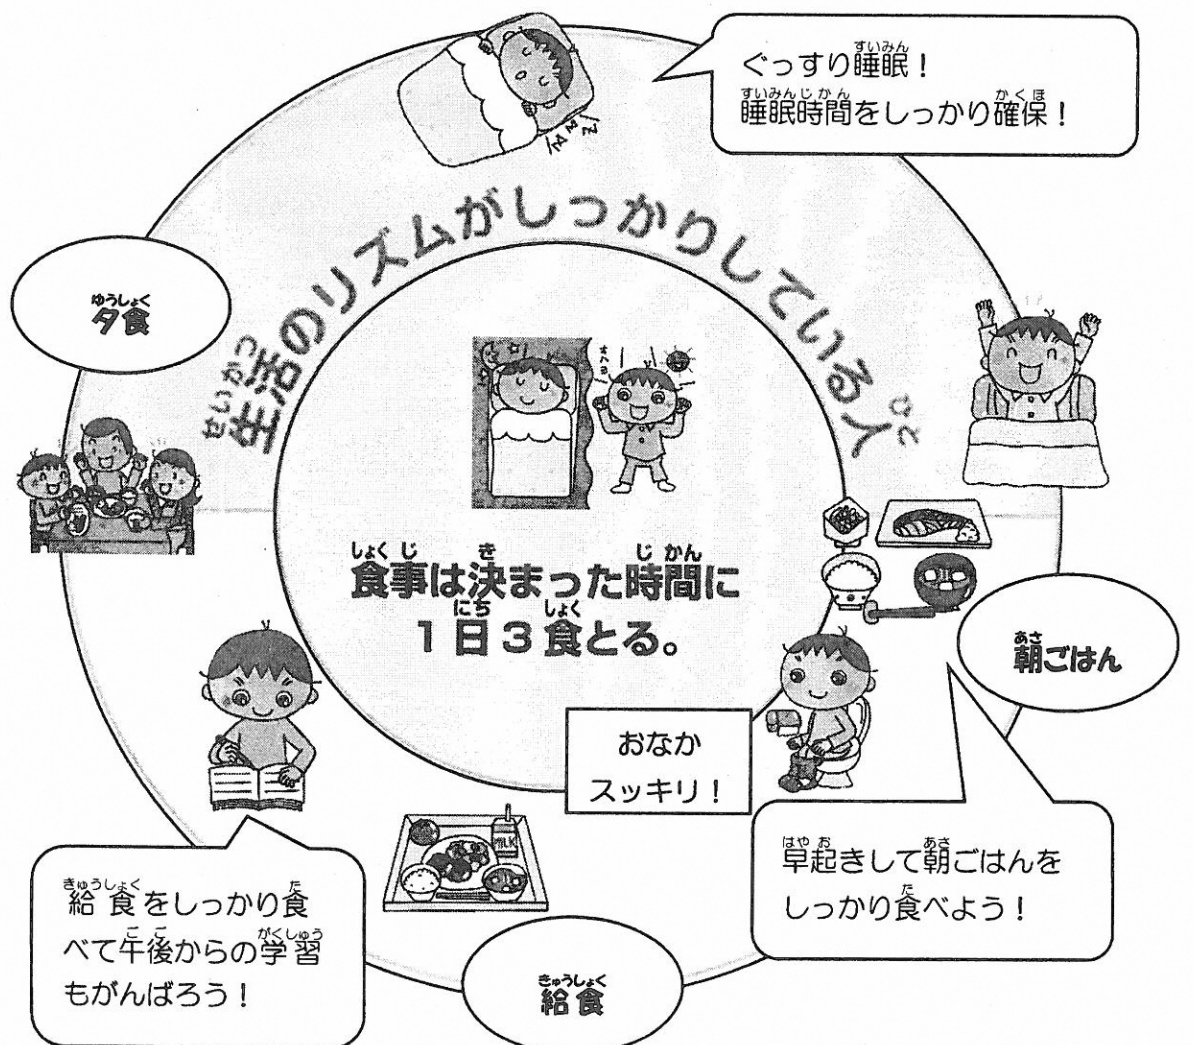 ぐっすり睡眠！
睡眠時間をしっかり確保！
生活のリズムがしっかりしている人
夕食
食事は決まった時間に
１日３食とる。
朝ごはん
おなか
スッキリ！
早起きして朝ごはんを
しっかり食べよう！
給食をしっかり食
べて午後からの学習
もがんばろう！
MILK
給食